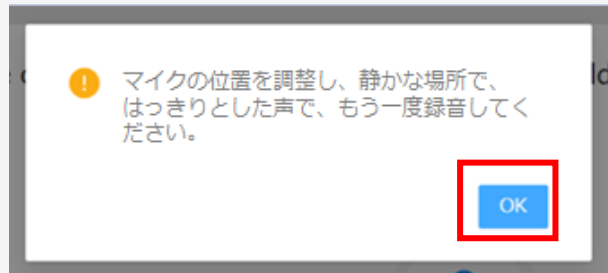 マイクの位置を調整し、静かな場所で、
はっきりとした声で、もう一度録音してく
ださい。
OK